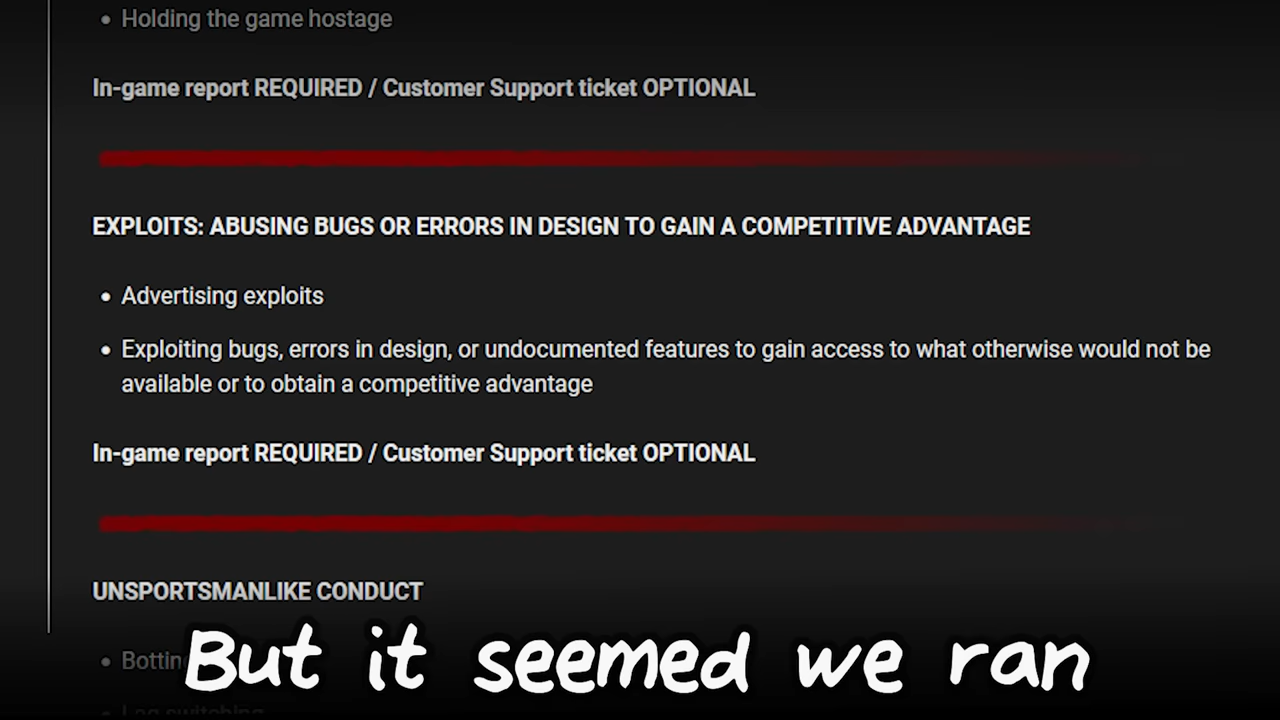 • Holding the game hostage
In-game report REQUIRED / Customer Support ticket OPTIONAL
EXPLOITS: ABUSING BUGS OR ERRORS IN DESIGN TO GAIN A COMPETITIVE ADVANTAGE
• Advertising exploits
• Exploiting bugs, errors in design, or undocumented features to gain access to what otherwise would not be
available or to obtain a competitive advantage
In-game report REQUIRED / Customer Support ticket OPTIONAL
UNSPORTSMANLIKE CONDUCT
But it seemed we ran
• Lag switching